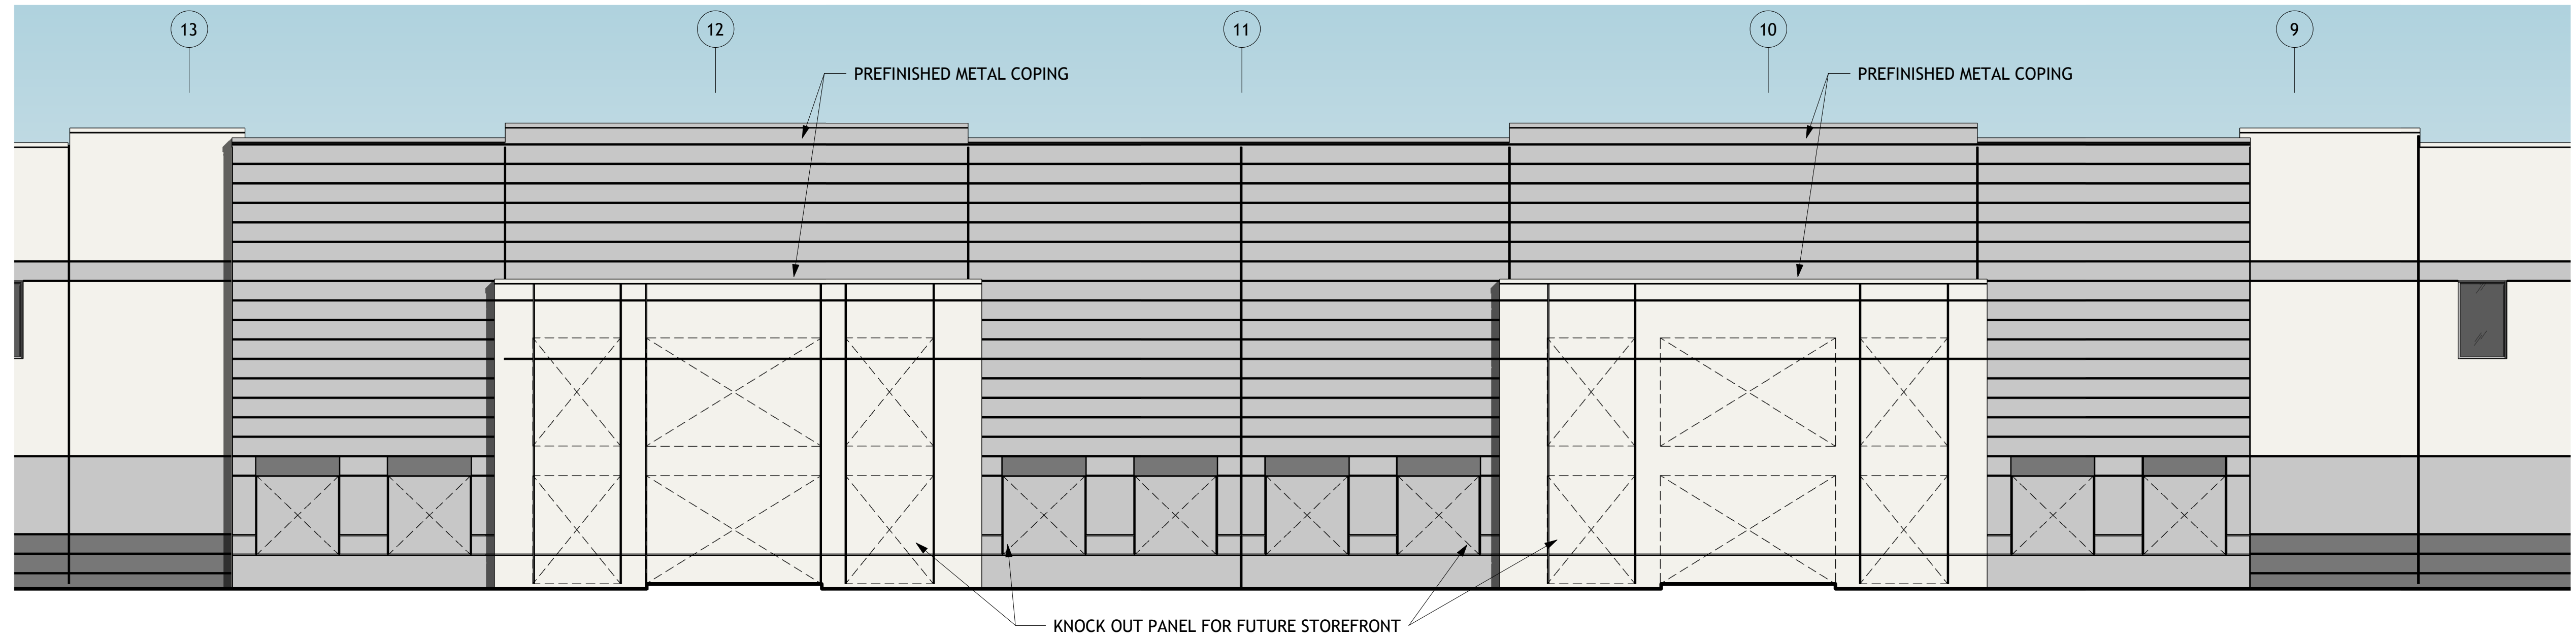 13
12
11
10
9
PREFINISHED METAL COPING
PREFINISHED METAL COPING
KNOCK OUT PANEL FOR FUTURE STOREFRONT